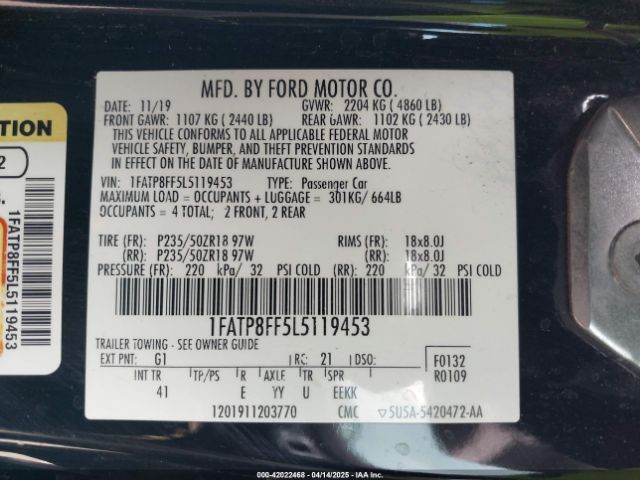 MFD. BY FORD MOTOR CO.
DATE: 11/19 GVWR: 2204 KG ( 4860 LB)
FRONT GAWR: 1107 KG ( 2440 LB) REAR GAWR: 1102 KG ( 2430 LB)
THIS VEHICLE CONFORMS TO ALL APPLICABLE FEDERAL MOTOR
VEHICLE SAFETY, BUMPER, AND THEFT PREVENTION STANDARDS
IN EFFECT ON THE DATE OF MANUFACTURE SHOWN ABOVE.
VIN: 1FATP8FF5L5119453 TYPE: Passenger Car
MAXIMUM LOAD = OCCUPANTS + LUGGAGE = 301KG/ 664LB
OCCUPANTS = 4 TOTAL; 2 FRONT, 2 REAR
TIRE (FR): P235/50ZR18 97W RIMS (FR): 18x8.0J
(RR): P235/50ZR18 97W (RR): 18x8.0J
PRESSURE (FR): 220 kPa/ 32 PSI COLD (RR): 220 kPa/ 32 PSI COLD
1FATP8FF5L5119453
TRAILER TOWING - SEE OWNER GUIDE
EXT PNT: G1 RC: 21 DSO: F0132
INT TR TP/PS R AXLE TR SPR R0109
41 E YY U EEKK
1201911203770 CMC ▽5U5A-5420472-AA
TION
2
1FATP8FF5L5119453
000-42022468 | 04/14/2025 | IAAI.COM